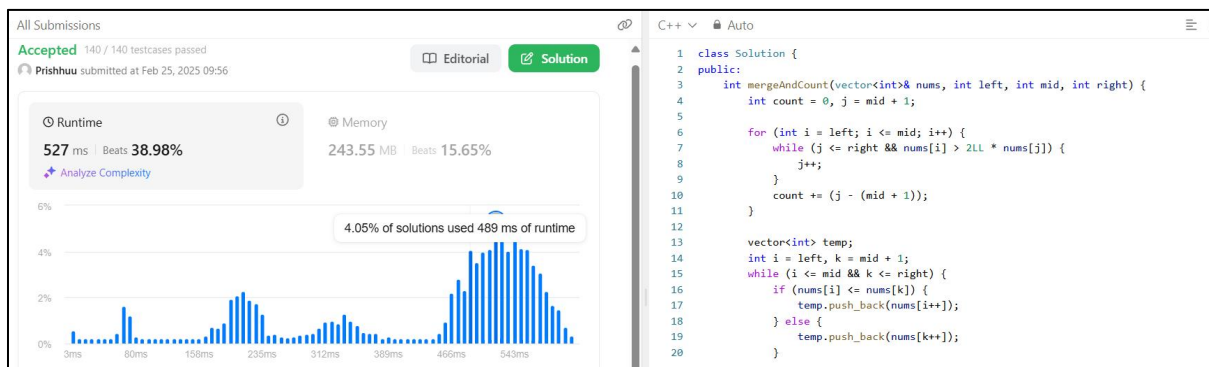 All Submissions
Accepted 140 / 140 testcases passed
Prishhuu submitted at Feb 25, 2025 09:56
Editorial
Solution
Runtime
527 ms | Beats 38.98%
Analyze Complexity
Memory
243.55 MB | Beats 15.65%
6%
4.05% of solutions used 489 ms of runtime
4%
2%
0%
3ms 80ms 158ms 235ms 312ms 389ms 466ms 543ms
C++ Auto
1 class Solution {
2 public:
3 int mergeAndCount(vector<int>& nums, int left, int mid, int right) {
4 int count = 0, j = mid + 1;
5
6 for (int i = left; i <= mid; i++) {
7 while (j <= right && nums[i] > 2LL * nums[j]) {
8 j++;
9 }
10 count += (j - (mid + 1));
11 }
12
13 vector<int> temp;
14 int i = left, k = mid + 1;
15 while (i <= mid && k <= right) {
16 if (nums[i] <= nums[k]) {
17 temp.push_back(nums[i++]);
18 } else {
19 temp.push_back(nums[k++]);
20 }